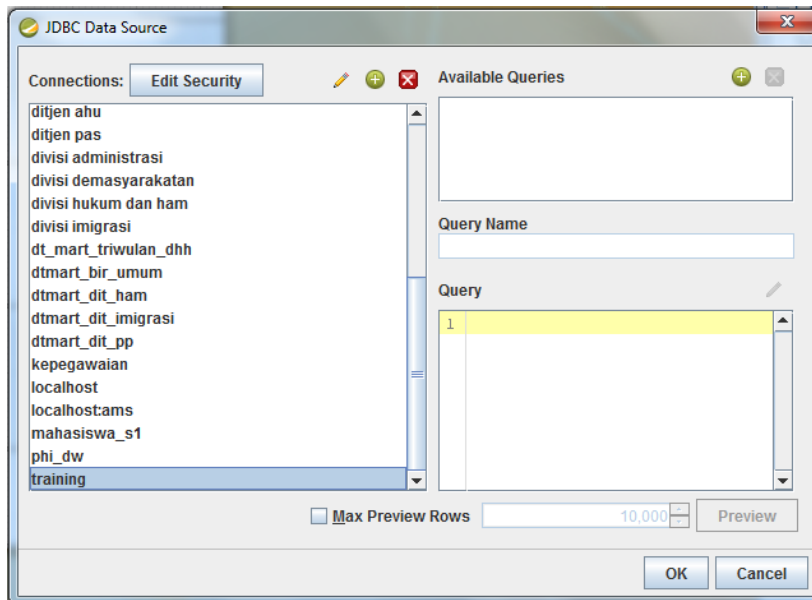 JDBC Data Source
Connections:
Edit Security
ditjen ahu
ditjen pas
divisi administrasi
divisi demasyarakatan
divisi hukum dan ham
divisi imigrasi
dt_mart_triwulan_dhh
dtmart_bir_umum
dtmart_dit_ham
dtmart_dit_imigrasi
dtmart_dit_pp
kepegawaian
localhost
localhost:ams
mahasiswa_s1
phi_dw
training
Available Queries
Query Name
Query
1
Max Preview Rows
10,000
Preview
OK
Cancel